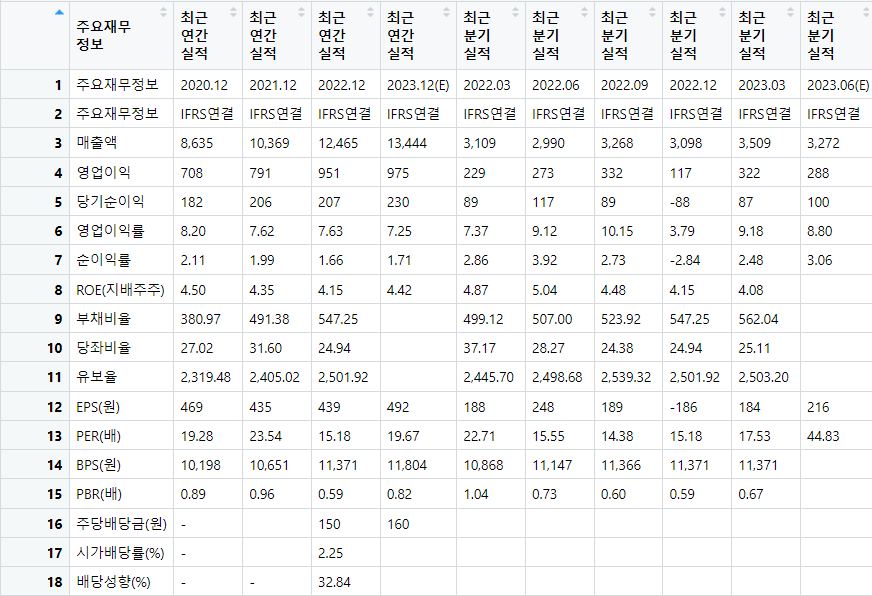 주요재무 정보 최근 연간 실적 최근 연간 실적 최근 연간 실적 최근 연간 실적 최근 분기 실적 최근 분기 실적 최근 분기 실적 최근 분기 실적 최근 분기 실적 최근 분기 실적
1 주요재무정보 2020.12 2021.12 2022.12 2023.12(E) 2022.03 2022.06 2022.09 2022.12 2023.03 2023.06(E)
2 주요재무정보 IFRS연결 IFRS연결 IFRS연결 IFRS연결 IFRS연결 IFRS연결 IFRS연결 IFRS연결 IFRS연결 IFRS연결
3 매출액 8,635 10,369 12,465 13,444 3,109 2,990 3,268 3,098 3,509 3,272
4 영업이익 708 791 951 975 229 273 332 117 322 288
5 당기순이익 182 206 207 230 89 117 89 -88 87 100
6 영업이익률 8.20 7.62 7.63 7.25 7.37 9.12 10.15 3.79 9.18 8.80
7 순이익률 2.11 1.99 1.66 1.71 2.86 3.92 2.73 -2.84 2.48 3.06
8 ROE(지배주주) 4.50 4.35 4.15 4.42 4.87 5.04 4.48 4.15 4.08
9 부채비율 380.97 491.38 547.25 499.12 507.00 523.92 547.25 562.04
10 당좌비율 27.02 31.60 24.94 37.17 28.27 24.38 24.94 25.11
11 유보율 2,319.48 2,405.02 2,501.92 2,445.70 2,498.68 2,539.32 2,501.92 2,503.20
12 EPS(원) 469 435 439 492 188 248 189 -186 184 216
13 PER(배) 19.28 23.54 15.18 19.67 22.71 15.55 14.38 15.18 17.53 44.83
14 BPS(원) 10,198 10,651 11,371 11,804 10,868 11,147 11,366 11,371 11,371
15 PBR(배) 0.89 0.96 0.59 0.82 1.04 0.73 0.60 0.59 0.67
16 주당배당금(원) - 150 160
17 시가배당률(%) - 2.25
18 배당성향(%) - - 32.84